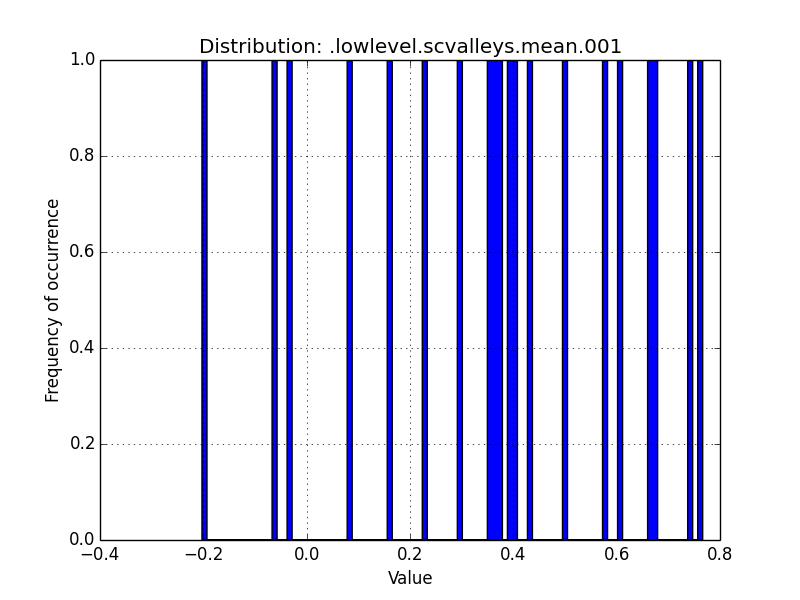 Distribution: .lowlevel.scvalleys.mean.001
1.0
0.8
0.6
0.4
0.2
0.0
Frequency of occurrence
−0.4 −0.2 0.0 0.2 0.4 0.6 0.8
Value